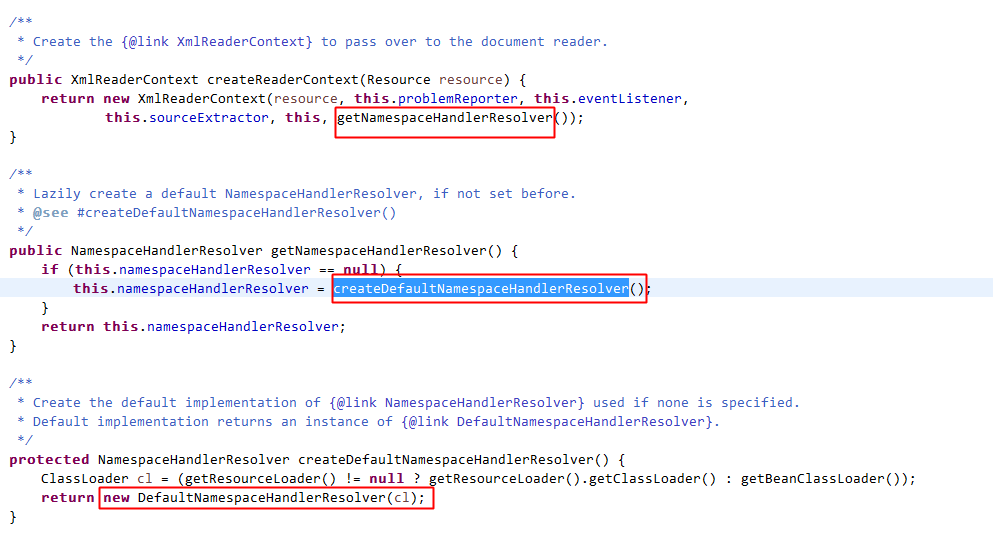 /**
 * Create the {@link XmlReaderContext} to pass over to the document reader.
 */
public XmlReaderContext createReaderContext(Resource resource) {
    return new XmlReaderContext(resource, this.problemReporter, this.eventListener,
            this.sourceExtractor, this, getNamespaceHandlerResolver());
}
/**
 * Lazily create a default NamespaceHandlerResolver, if not set before.
 * @see #createDefaultNamespaceHandlerResolver()
 */
public NamespaceHandlerResolver getNamespaceHandlerResolver() {
    if (this.namespaceHandlerResolver == null) {
        this.namespaceHandlerResolver = createDefaultNamespaceHandlerResolver();
    }
    return this.namespaceHandlerResolver;
}
/**
 * Create the default implementation of {@link NamespaceHandlerResolver} used if none is specified.
 * Default implementation returns an instance of {@link DefaultNamespaceHandlerResolver}.
 */
protected NamespaceHandlerResolver createDefaultNamespaceHandlerResolver() {
    ClassLoader cl = (getResourceLoader() != null ? getResourceLoader().getClassLoader() : getBeanClassLoader());
    return new DefaultNamespaceHandlerResolver(cl);
}